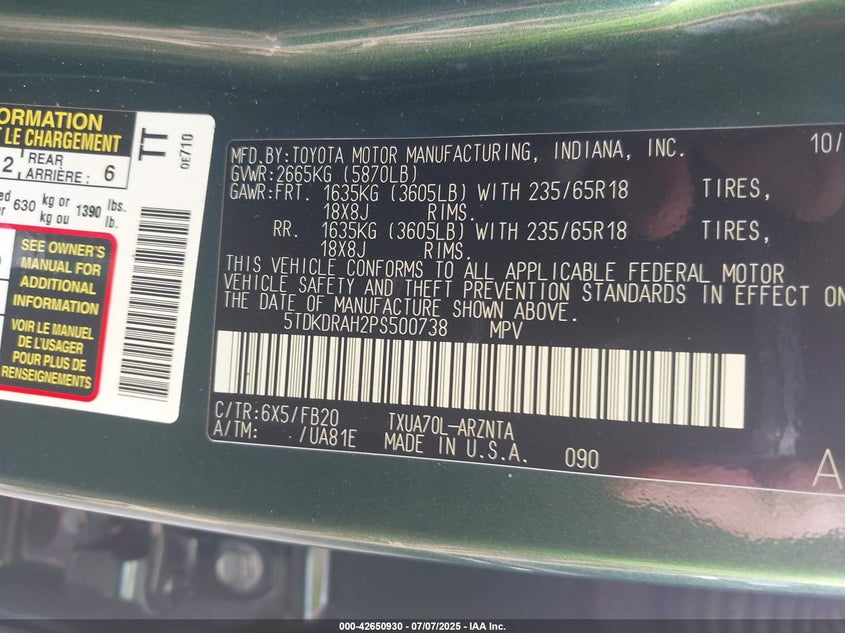 ORMATION
LE CHARGEMENT
2 REAR ARRIÈRE: 6
630 kg or 1390 lbs.
kg ou lb.
SEE OWNER'S
MANUAL FOR
ADDITIONAL
INFORMATION
VOIR LE MANUEL
DE L'USAGER
POUR PLUS DE
RENSEIGNEMENTS
TT
0E710
MFD.BY:TOYOTA MOTOR MANUFACTURING, INDIANA, INC. 10/
GVWR:2665KG (5870LB)
GAWR:FRT. 1635KG (3605LB) WITH 235/65R18 TIRES,
18X8J RIMS.
RR. 1635KG (3605LB) WITH 235/65R18 TIRES,
18X8J RIMS.
THIS VEHICLE CONFORMS TO ALL APPLICABLE FEDERAL MOTOR
VEHICLE SAFETY AND THEFT PREVENTION STANDARDS IN EFFECT ON
THE DATE OF MANUFACTURE SHOWN ABOVE.
5TDKDRAH2PS500738 MPV
C/TR:6X5/FB20 TXUA70L-ARZNTA
A/TM: /UA81E MADE IN U.S.A. 090
A
000-42650930 - 07/07/2025 - IAA Inc.